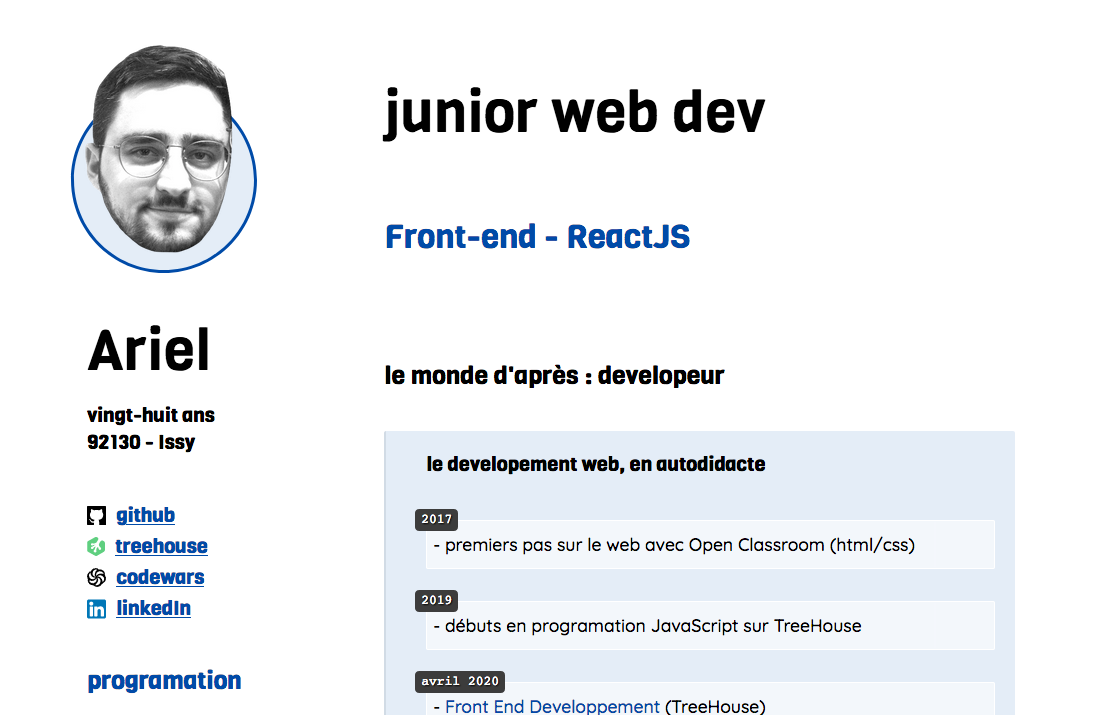 junior web dev
Front-end - ReactJS
Ariel
vingt-huit ans
92130 - Issy
github
treehouse
codewars
linkedIn
programation
le monde d'après : developeur
le developement web, en autodidacte
2017
- premiers pas sur le web avec Open Classroom (html/css)
2019
- débuts en programation JavaScript sur TreeHouse
avril 2020
- Front End Developpement (TreeHouse)